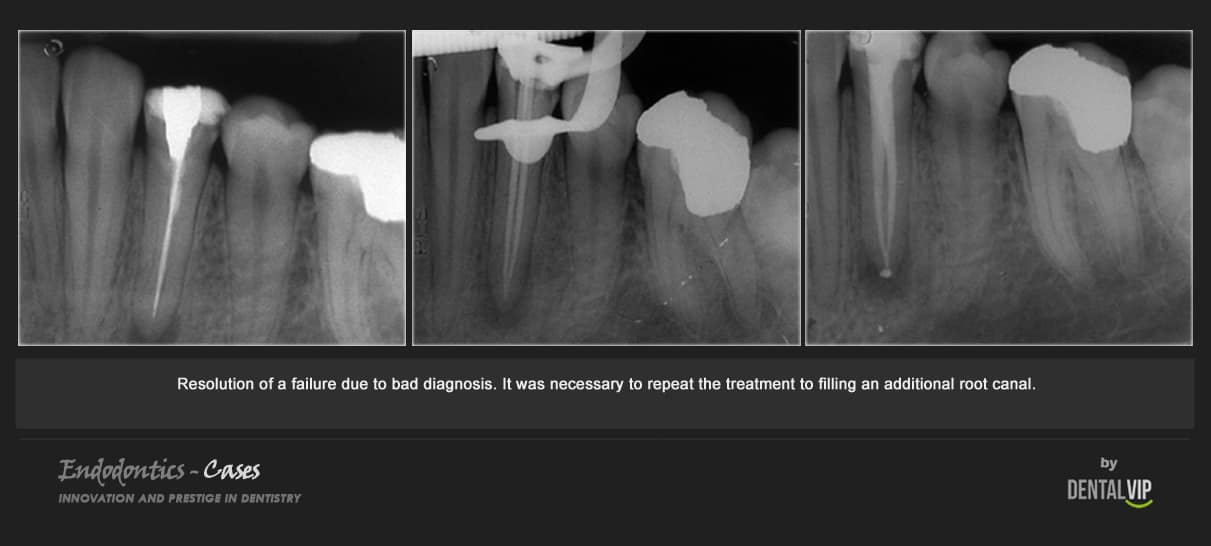 Resolution of a failure due to bad diagnosis. It was necessary to repeat the treatment to filling an additional root canal.
Endodontics - Cases
INNOVATION AND PRESTIGE IN DENTISTRY
by
DENTALVIP